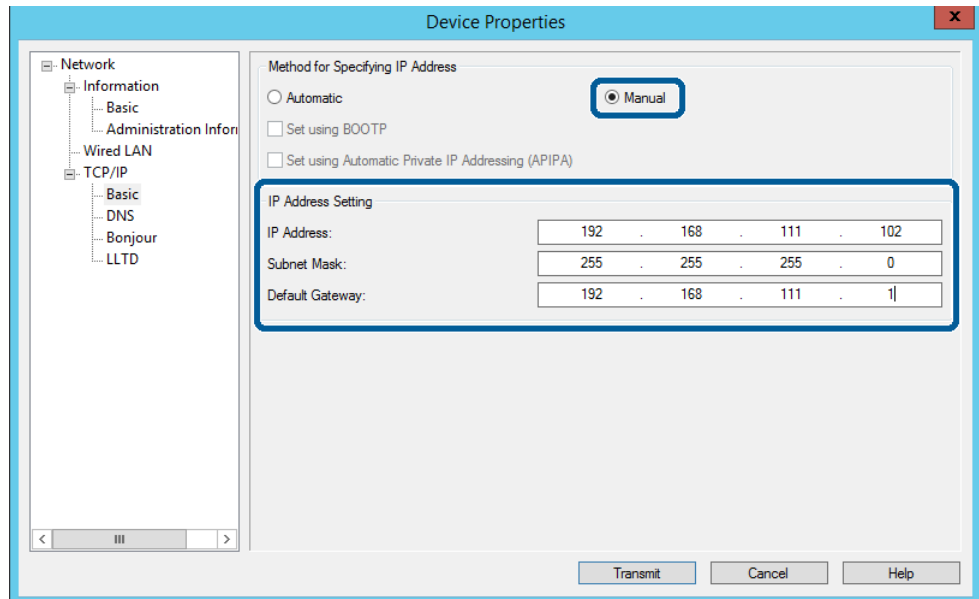 Device Properties
x
Network
Information
Basic
Administration Infor
Wired LAN
TCP/IP
Basic
DNS
Bonjour
LLTD
Method for Specifying IP Address
Automatic
Manual
Set using BOOTP
Set using Automatic Private IP Addressing (APIPA)
IP Address Setting
IP Address: 192 . 168 . 111 . 102
Subnet Mask: 255 . 255 . 255 . 0
Default Gateway: 192 . 168 . 111 . 1
Transmit Cancel Help